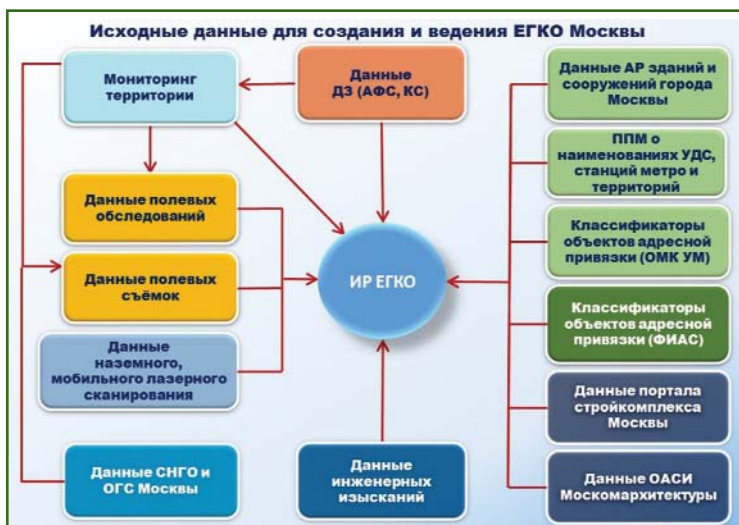 Исходные данные для создания и ведения ЕГКО Москвы
Мониторинг
территории
Данные
ДЗ (АФС, КС)
Данные АР зданий и
сооружений города
Москвы
ППМ о
наименованиях УДС,
станций метро и
территорий
Данные полевых
обследований
Классификаторы
объектов адресной
привязки (ОМК УМ)
ИР ЕГКО
Данные полевых
съёмок
Классификаторы
объектов адресной
привязки (ФИАС)
Данные
наземного,
мобильного лазерного
сканирования
Данные портала
стройкомплекса
Москвы
Данные СНГО и
ОГС Москвы
Данные
инженерных
изысканий
Данные ОАСИ
Москомархитектуры